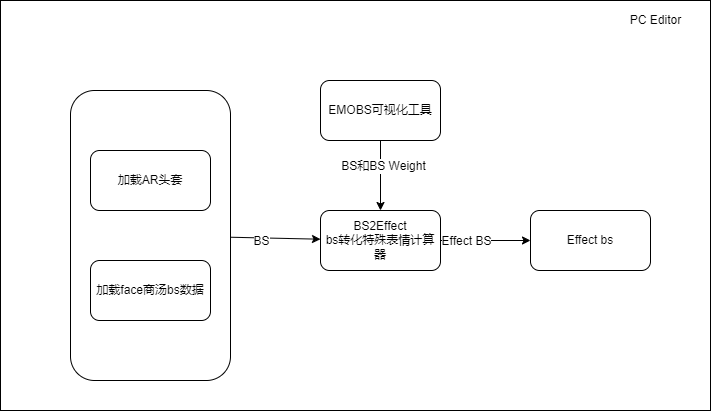 PC Editor
EMOBS可视化工具
BS和BS Weight
加载AR头套
BS
BS2Effect
bs转化特殊表情计算
器
Effect BS
Effect bs
加载face商汤bs数据